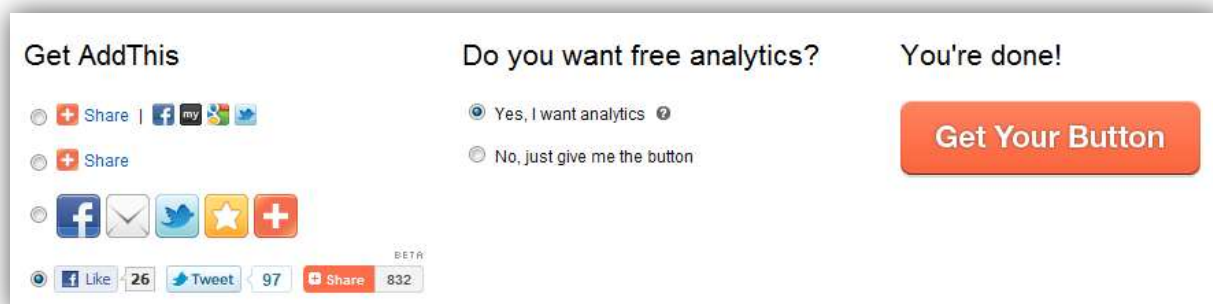 Get AddThis
Share | f my
Share
f
BETA
f Like 26 Tweet 97 Share 832
Do you want free analytics?
Yes, I want analytics ?
No, just give me the button
You're done!
Get Your Button